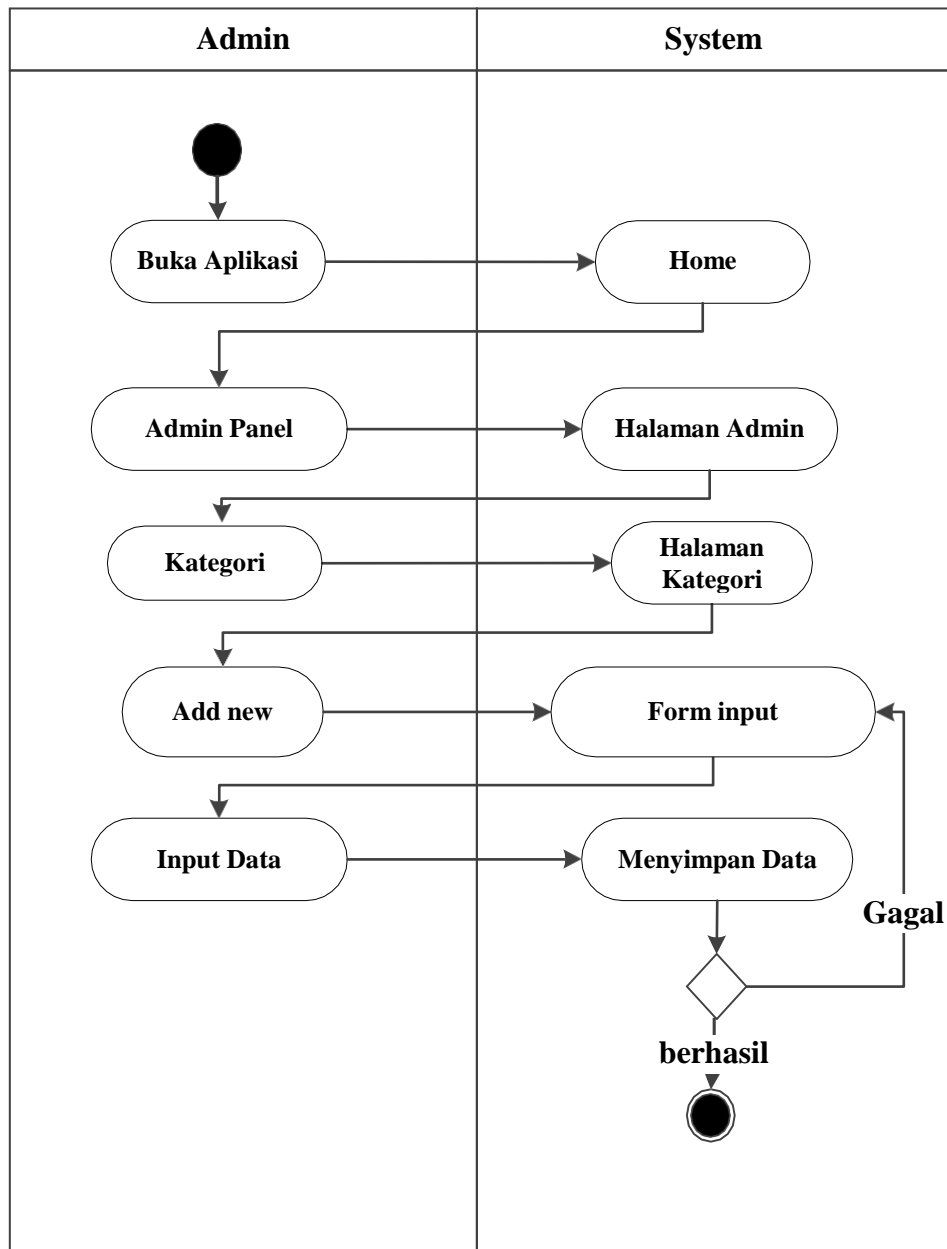 Admin
System
Buka Aplikasi
Home
Admin Panel
Halaman Admin
Kategori
Halaman
Kategori
Add new
Form input
Input Data
Menyimpan Data
Gagal
berhasil